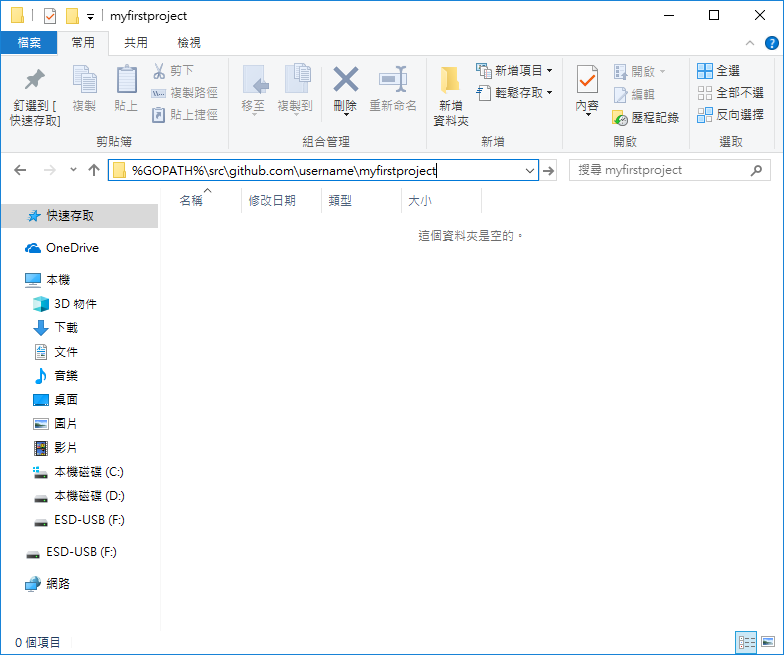 myfirstproject
檔案 常用 共用 檢視
釘選到 [
快速存取]
複製
貼上
剪下
複製路徑
貼上捷徑
剪貼簿
移至
複製到
刪除
重新命名
組合管理
新增
資料夾
新增項目
輕鬆存取
新增
內容
開啟
編輯
歷程記錄
開啟
全選
全部不選
反向選擇
選取
%GOPATH%\src\github.com\username\myfirstproject
搜尋 myfirstproject
名稱 修改日期 類型 大小
這個資料夾是空的。
快速存取
OneDrive
本機
3D 物件
下載
文件
音樂
桌面
圖片
影片
本機磁碟 (C:)
本機磁碟 (D:)
ESD-USB (F:)
ESD-USB (F:)
網路
0 個項目